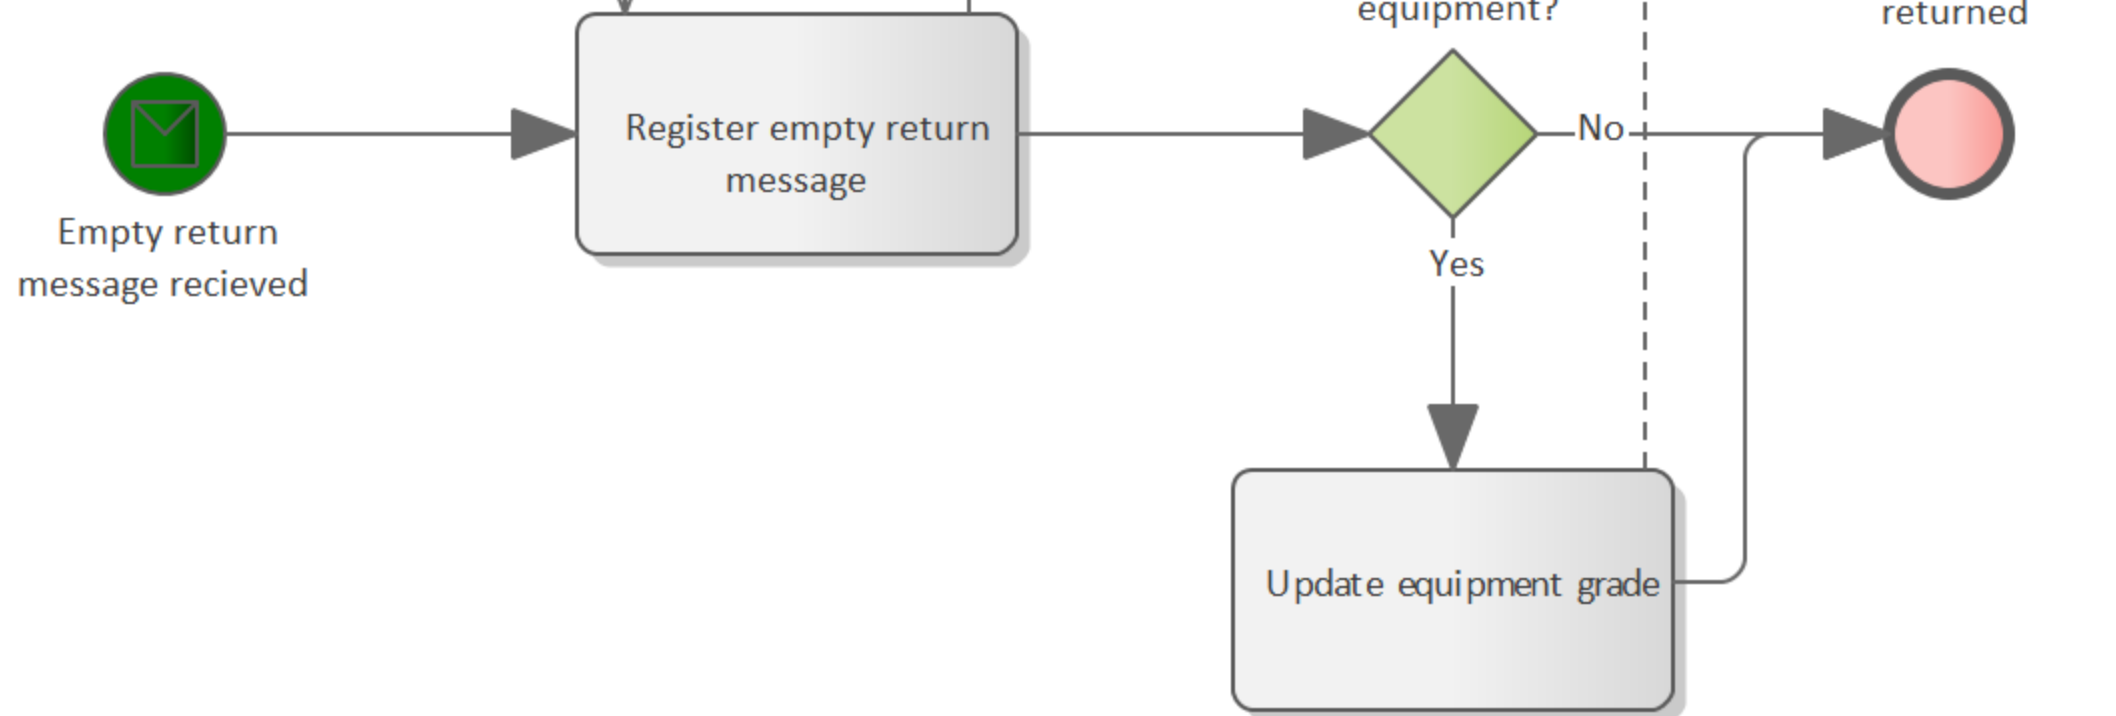 equipment?
returned
Register empty return
message
No
Empty return
message recieved
Yes
Update equipment grade